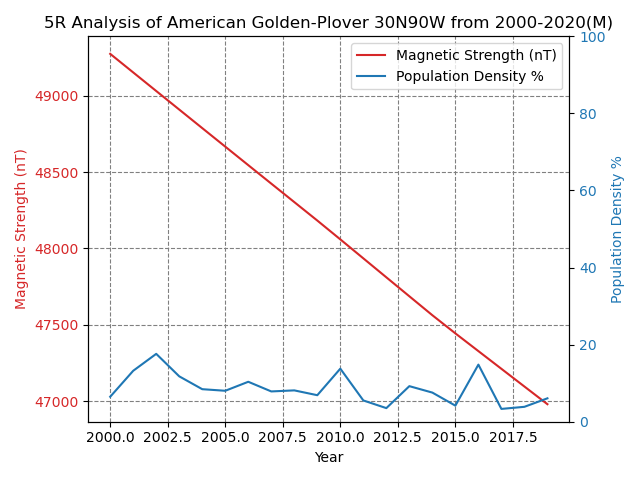 5R Analysis of American Golden-Plover 30N90W from 2000-2020(M)
Magnetic Strength (nT)
Population Density %
49000
48500
48000
47500
47000
Magnetic Strength (nT)
100
80
60
40
20
0
Population Density %
2000.0 2002.5 2005.0 2007.5 2010.0 2012.5 2015.0 2017.5
Year